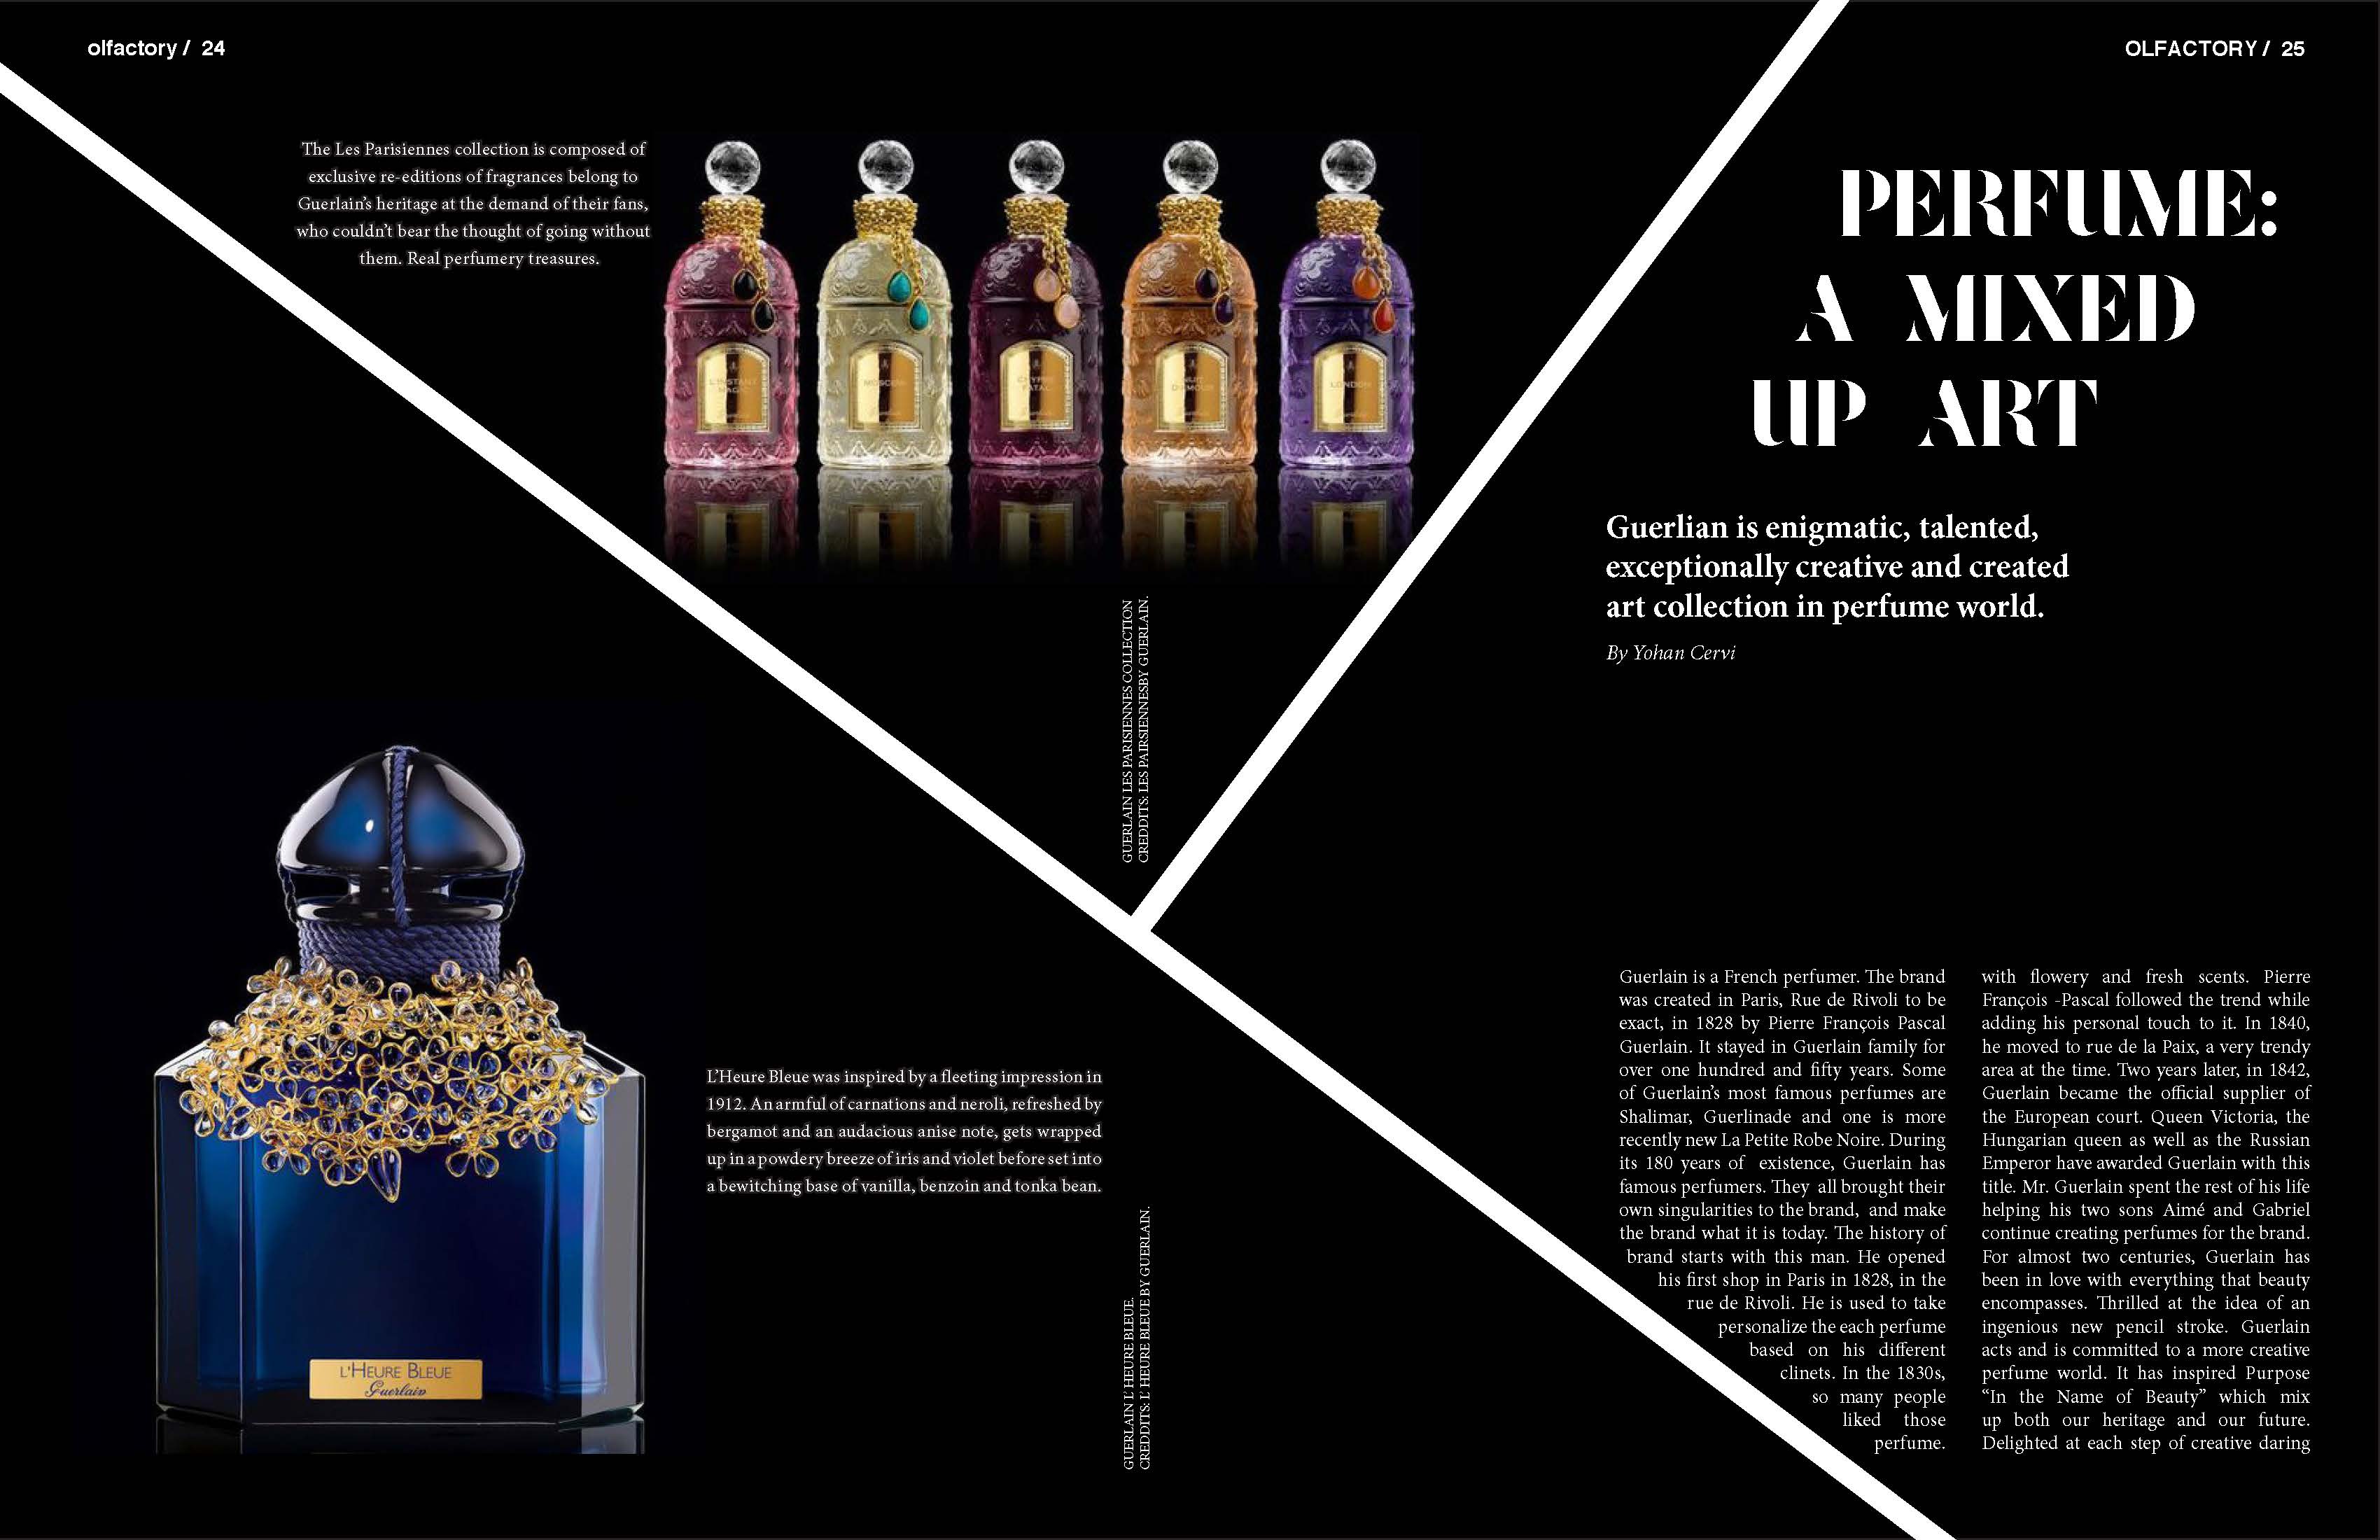 olfactory / 24
The Les Parisiennes collection is composed of
exclusive re-editions of fragrances belong to
Guerlain's heritage at the demand of their fans,
who couldn't bear the thought of going without
them. Real perfumery treasures.
MOSCOW
LONDON
GUERLAIN LES PARISIENNES COLLECTION
CREDDITS: LES PAIRSIENNESBY GUERLAIN.
L'HEURE BLEUE
Guerlain
L'Heure Bleue was inspired by a fleeting impression in
1912. An armful of carnations and neroli, refreshed by
bergamot and an audacious anise note, gets wrapped
up in a powdery breeze of iris and violet before set into
a bewitching base of vanilla, benzoin and tonka bean.
GUERLAIN L' HEURE BLEUE.
CREDDITS: L' HEURE BLEUE BY GUERLAIN.
OLFACTORY / 25
PERFUME:
A MIXED
UP ART
Guerlian is enigmatic, talented,
exceptionally creative and created
art collection in perfume world.
By Yohan Cervi
Guerlain is a French perfumer. The brand
was created in Paris, Rue de Rivoli to be
exact, in 1828 by Pierre François Pascal
Guerlain. It stayed in Guerlain family for
over one hundred and fifty years. Some
of Guerlain's most famous perfumes are
Shalimar, Guerlinade and one is more
recently new La Petite Robe Noire. During
its 180 years of existence, Guerlain has
famous perfumers. They all brought their
own singularities to the brand, and make
the brand what it is today. The history of
brand starts with this man. He opened
his first shop in Paris in 1828, in the
rue de Rivoli. He is used to take
personalize the each perfume
based on his different
clinets. In the 1830s,
so many people
liked those
perfume.
with flowery and fresh scents. Pierre
François -Pascal followed the trend while
adding his personal touch to it. In 1840,
he moved to rue de la Paix, a very trendy
area at the time. Two years later, in 1842,
Guerlain became the official supplier of
the European court. Queen Victoria, the
Hungarian queen as well as the Russian
Emperor have awarded Guerlain with this
title. Mr. Guerlain spent the rest of his life
helping his two sons Aimé and Gabriel
continue creating perfumes for the brand.
For almost two centuries, Guerlain has
been in love with everything that beauty
encompasses. Thrilled at the idea of an
ingenious new pencil stroke. Guerlain
acts and is committed to a more creative
perfume world. It has inspired Purpose
“In the Name of Beauty” which mix
up both our heritage and our future.
Delighted at each step of creative daring